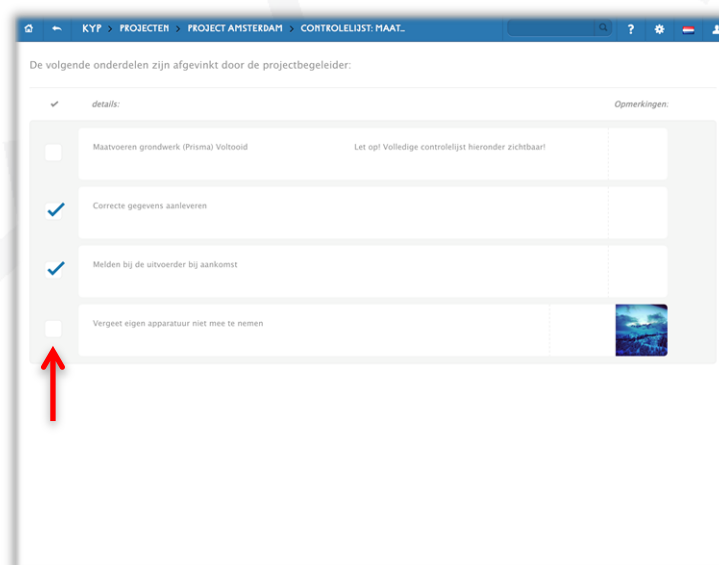 KYP > PROJECTEN > PROJECT AMSTERDAM > CONTROLELIJST: MAAT... ?
De volgende onderdelen zijn afgevinkt door de projectbegeleider:
details: Opmerkingen:
Maatvoeren grondwerk (Prisma) Voltooid Let op! Volledige controlelijst hieronder zichtbaar!
Correcte gegevens aanleveren
Melden bij de uitvoerder bij aankomst
Vergeet eigen apparatuur niet mee te nemen